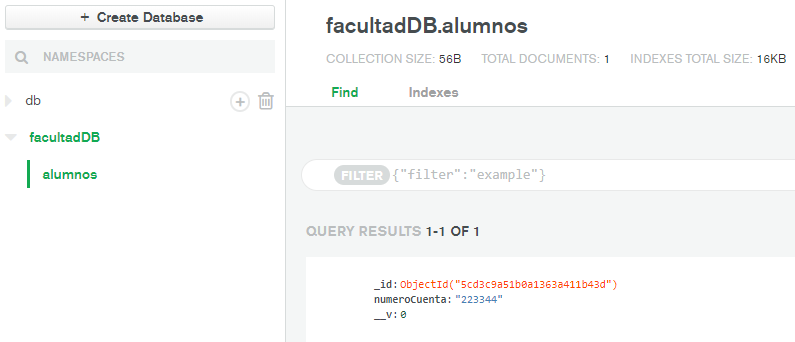 + Create Database
NAMESPACES
db
facultadDB
alumnos
facultadDB.alumnos
COLLECTION SIZE: 56B TOTAL DOCUMENTS: 1 INDEXES TOTAL SIZE: 16KB
Find Indexes
FILTER {"filter":"example"}
QUERY RESULTS 1-1 OF 1
_id: ObjectId("5cd3c9a51b0a1363a411b43d")
numeroCuenta: "223344"
__v: 0